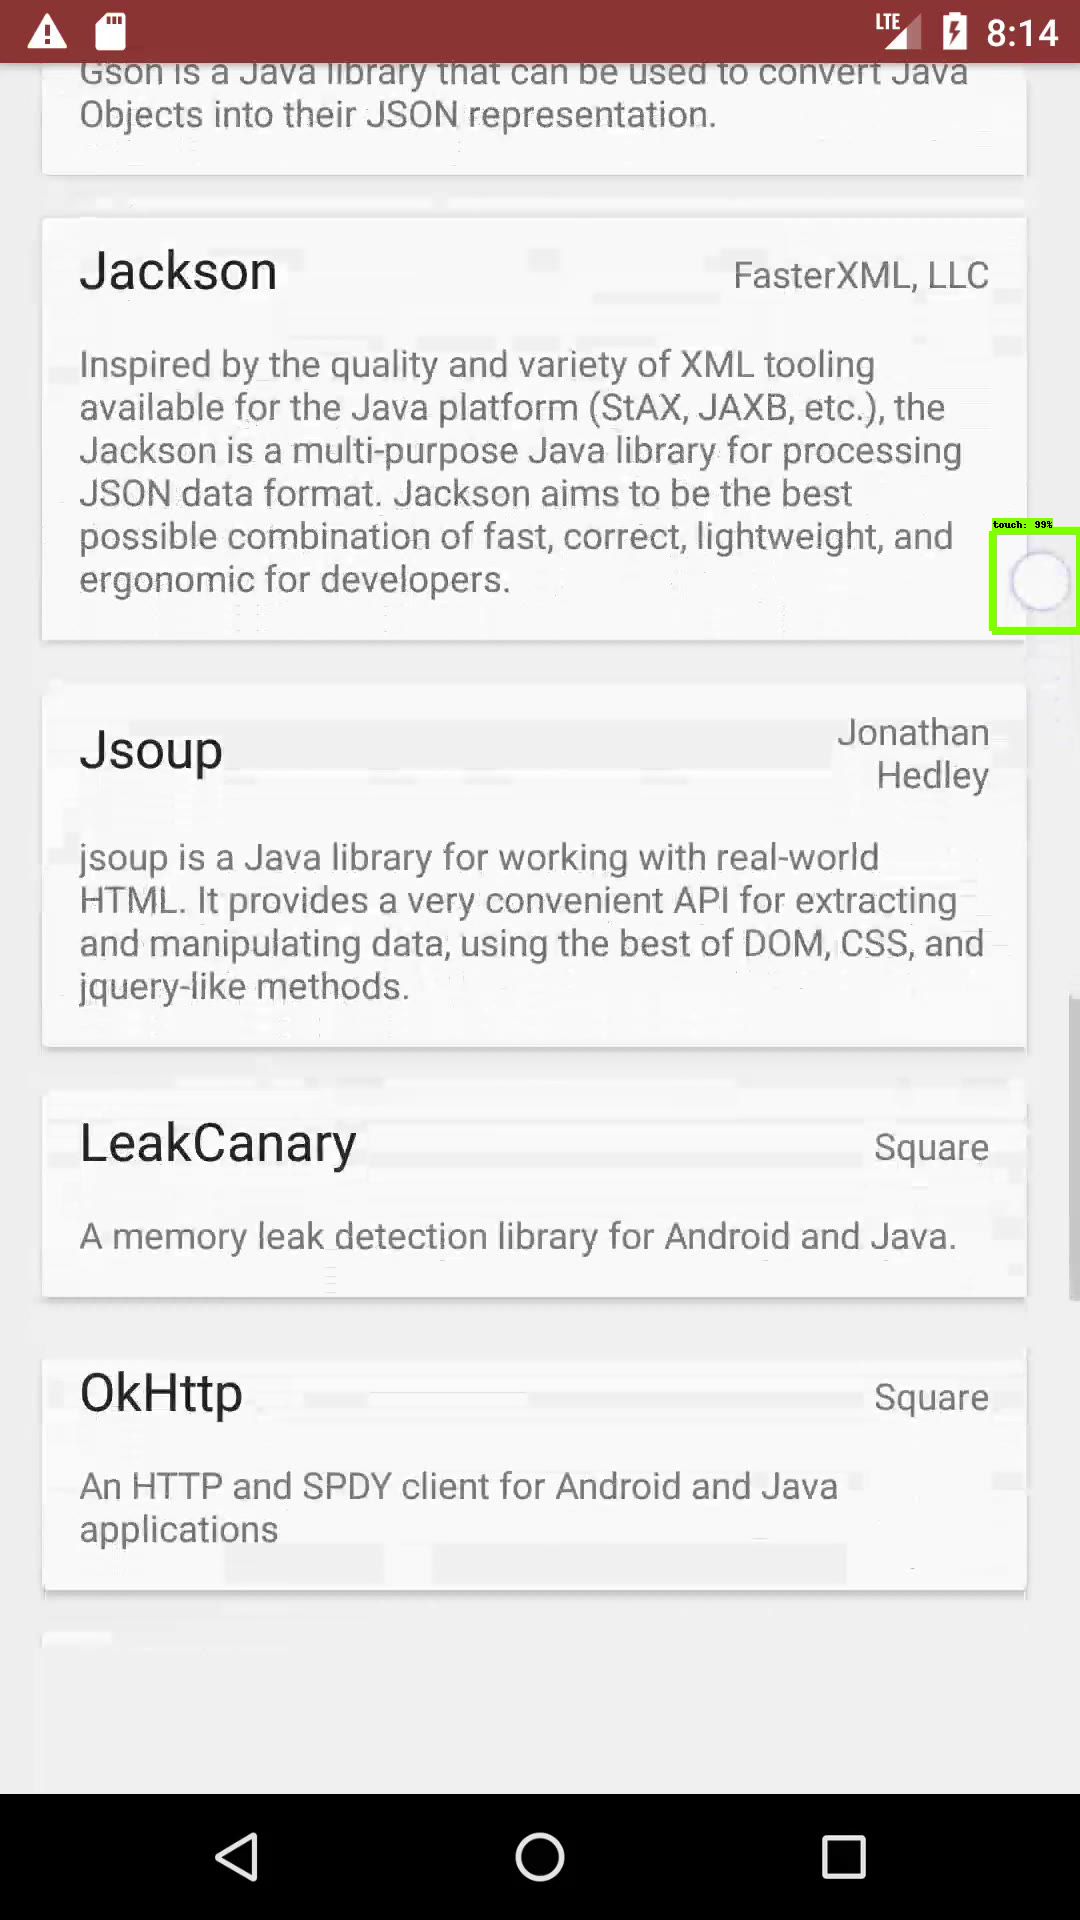 LTE 8:14
Gson is a Java library that can be used to convert Java
Objects into their JSON representation.
Jackson
FasterXML, LLC
Inspired by the quality and variety of XML tooling
available for the Java platform (StAX, JAXB, etc.), the
Jackson is a multi-purpose Java library for processing
JSON data format. Jackson aims to be the best
possible combination of fast, correct, lightweight, and
ergonomic for developers.
touch: 99%
Jsoup
Jonathan
Hedley
jsoup is a Java library for working with real-world
HTML. It provides a very convenient API for extracting
and manipulating data, using the best of DOM, CSS, and
jquery-like methods.
LeakCanary
Square
A memory leak detection library for Android and Java.
OkHttp
Square
An HTTP and SPDY client for Android and Java
applications